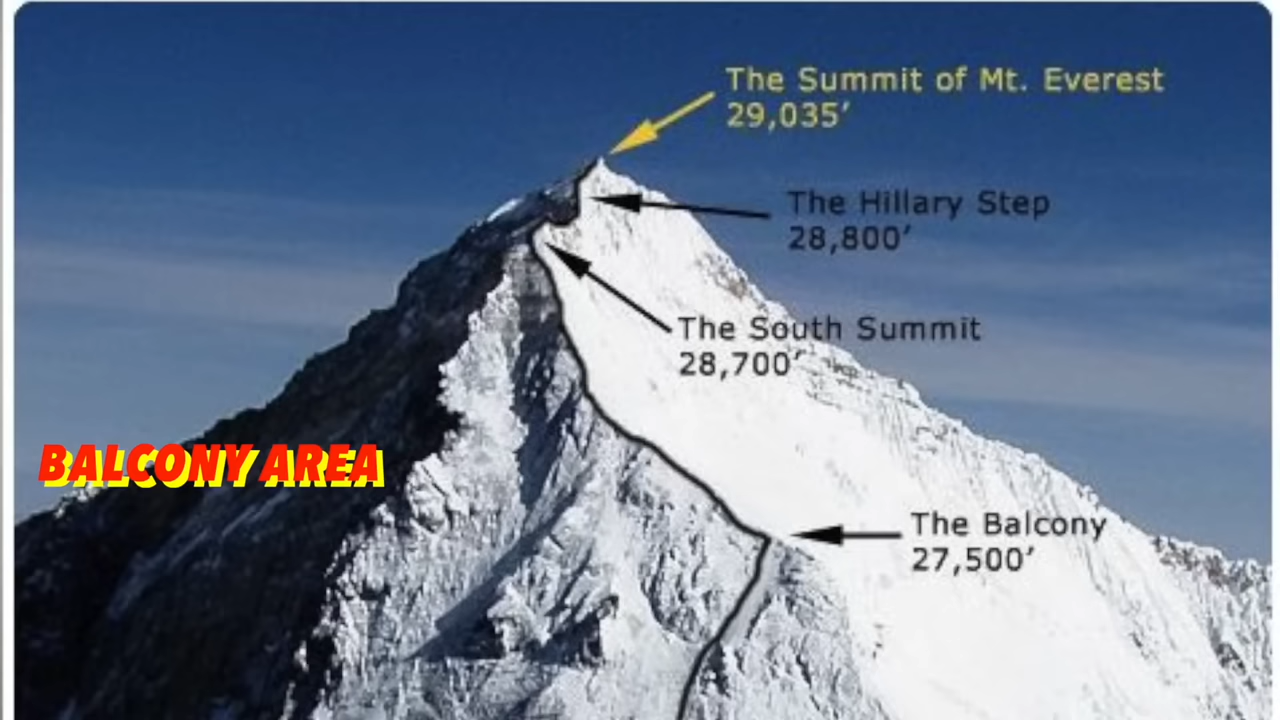 The Summit of Mt. Everest
29,035′
The Hillary Step
28,800′
The South Summit
28,700′
BALCONY AREA
The Balcony
27,500′